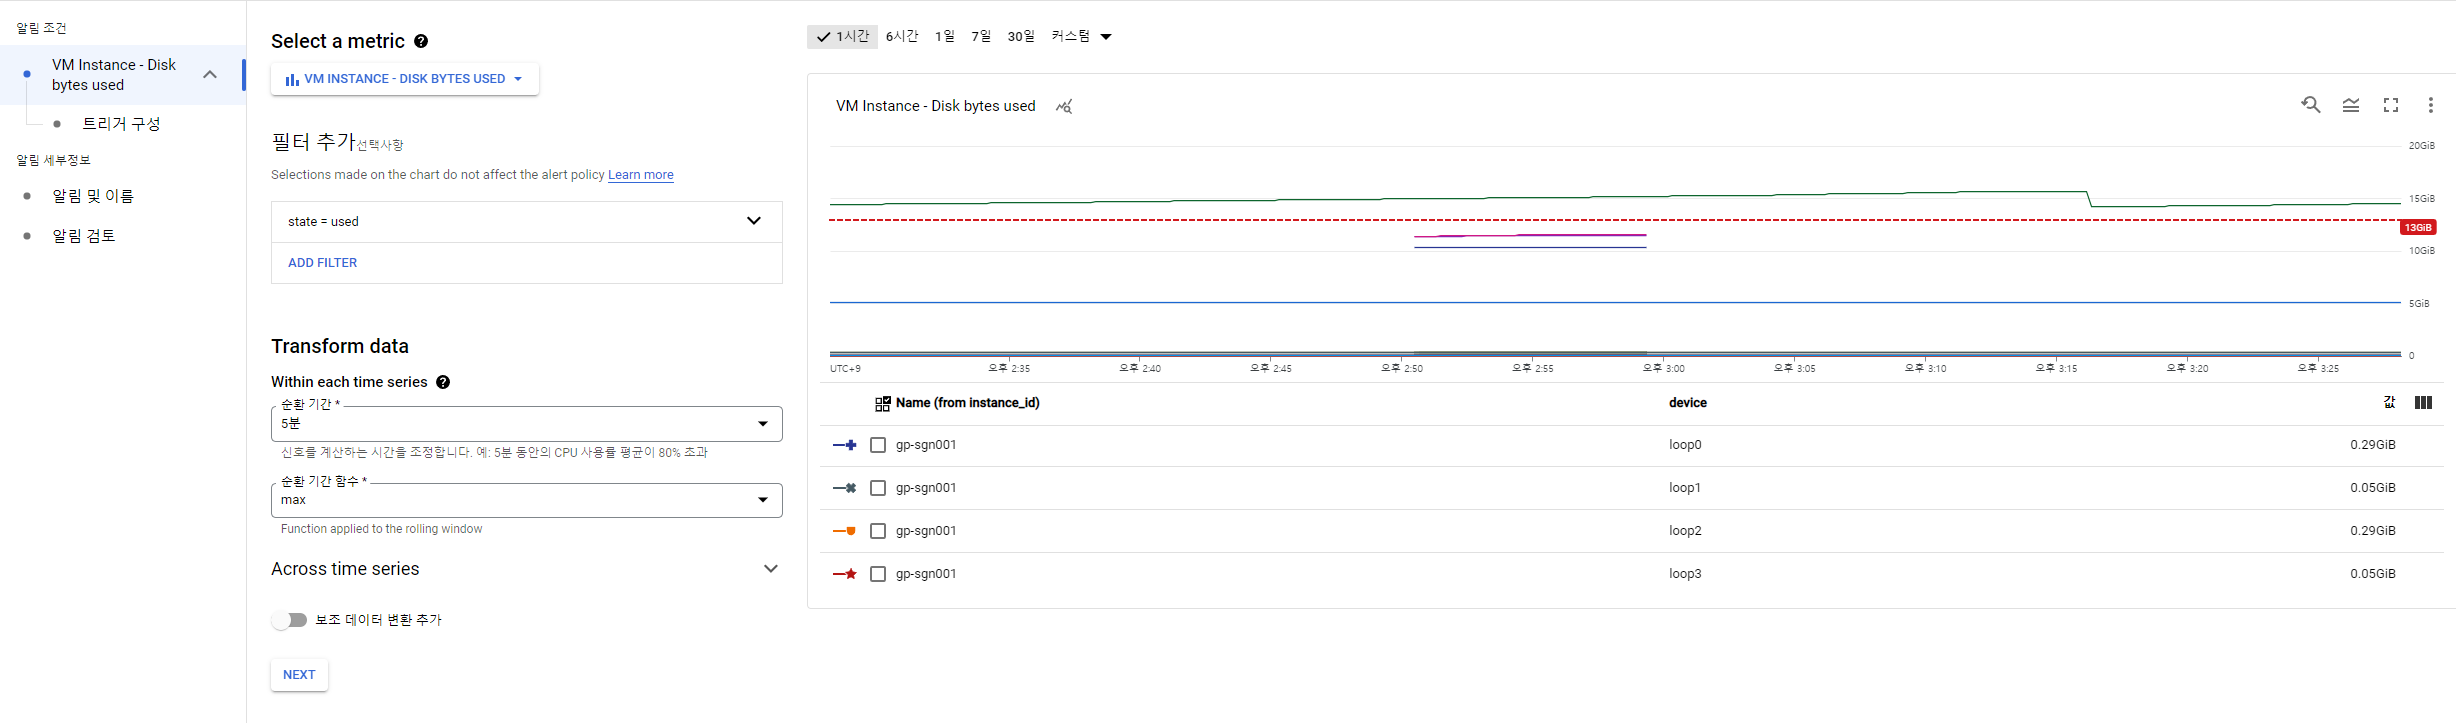 알림 조건
VM Instance - Disk
bytes used
트리거 구성
알림 세부정보
알림 및 이름
알림 검토
Select a metric
VM INSTANCE - DISK BYTES USED
필터 추가선택사항
Selections made on the chart do not affect the alert policy Learn more
state = used
ADD FILTER
Transform data
Within each time series
순환 기간 *
5분
신호를 계산하는 시간을 조정합니다. 예: 5분 동안의 CPU 사용률 평균이 80% 초과
순환 기간 함수 *
max
Function applied to the rolling window
Across time series
보조 데이터 변환 추가
NEXT
1시간 6시간 1일 7일 30일 커스텀
VM Instance - Disk bytes used
20GiB
15GiB
13GiB
10GiB
5GiB
0
UTC+9 오후 2:35 오후 2:40 오후 2:45 오후 2:50 오후 2:55 오후 3:00 오후 3:05 오후 3:10 오후 3:15 오후 3:20 오후 3:25
Name (from instance_id) device 값
gp-sgn001 loop0 0.29GiB
gp-sgn001 loop1 0.05GiB
gp-sgn001 loop2 0.29GiB
gp-sgn001 loop3 0.05GiB